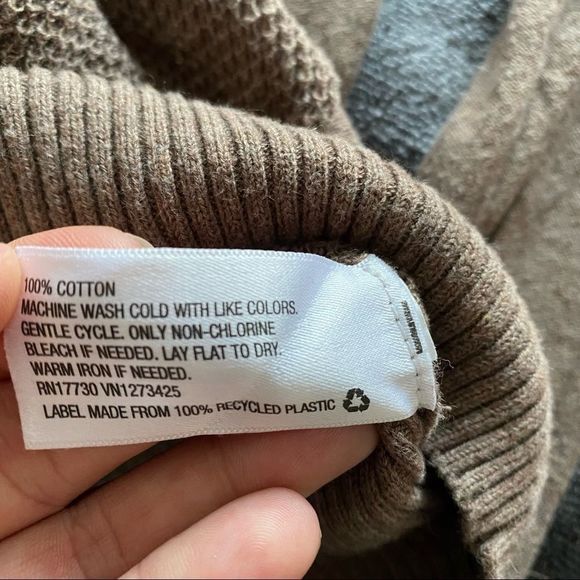 100% COTTON
MACHINE WASH COLD WITH LIKE COLORS.
GENTLE CYCLE. ONLY NON-CHLORINE
BLEACH IF NEEDED. LAY FLAT TO DRY.
WARM IRON IF NEEDED.
RN17730 VN1273425
LABEL MADE FROM 100% RECYCLED PLASTIC